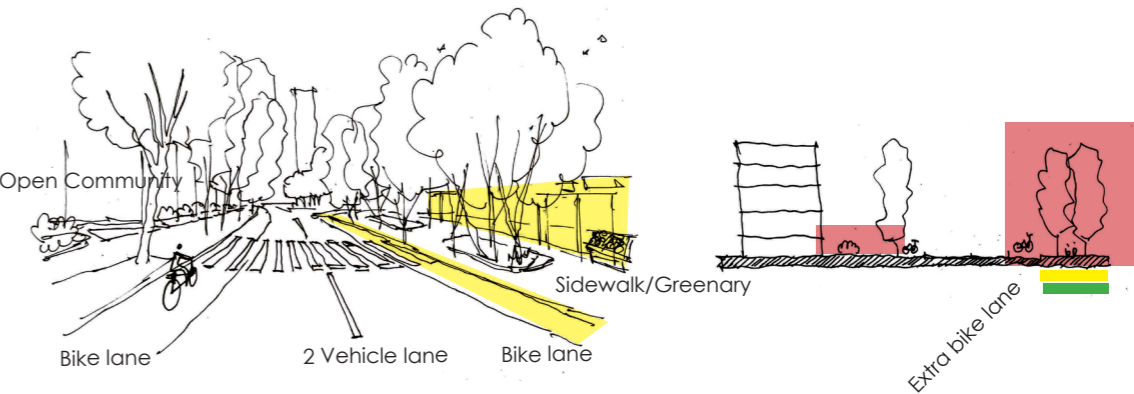 Open Community
Sidewalk/Greenary
Bike lane
2 Vehicle lane
Bike lane
Extra bike lane